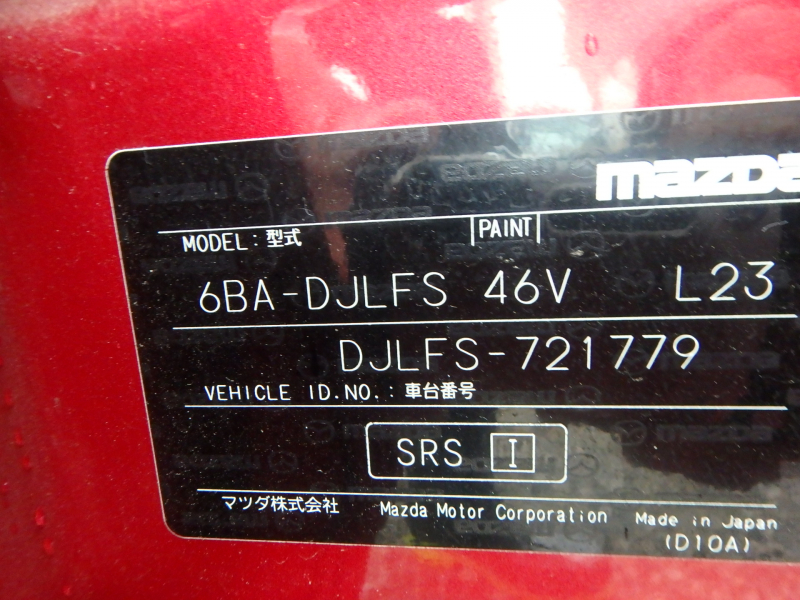 mazda
PAINT
MODEL: 型式
6BA-DJLFS 46V L23
DJLFS-721779
VEHICLE ID.NO.: 車台番号
SRS I
マツダ株式会社 Mazda Motor Corporation Made in Japan
(D10A)